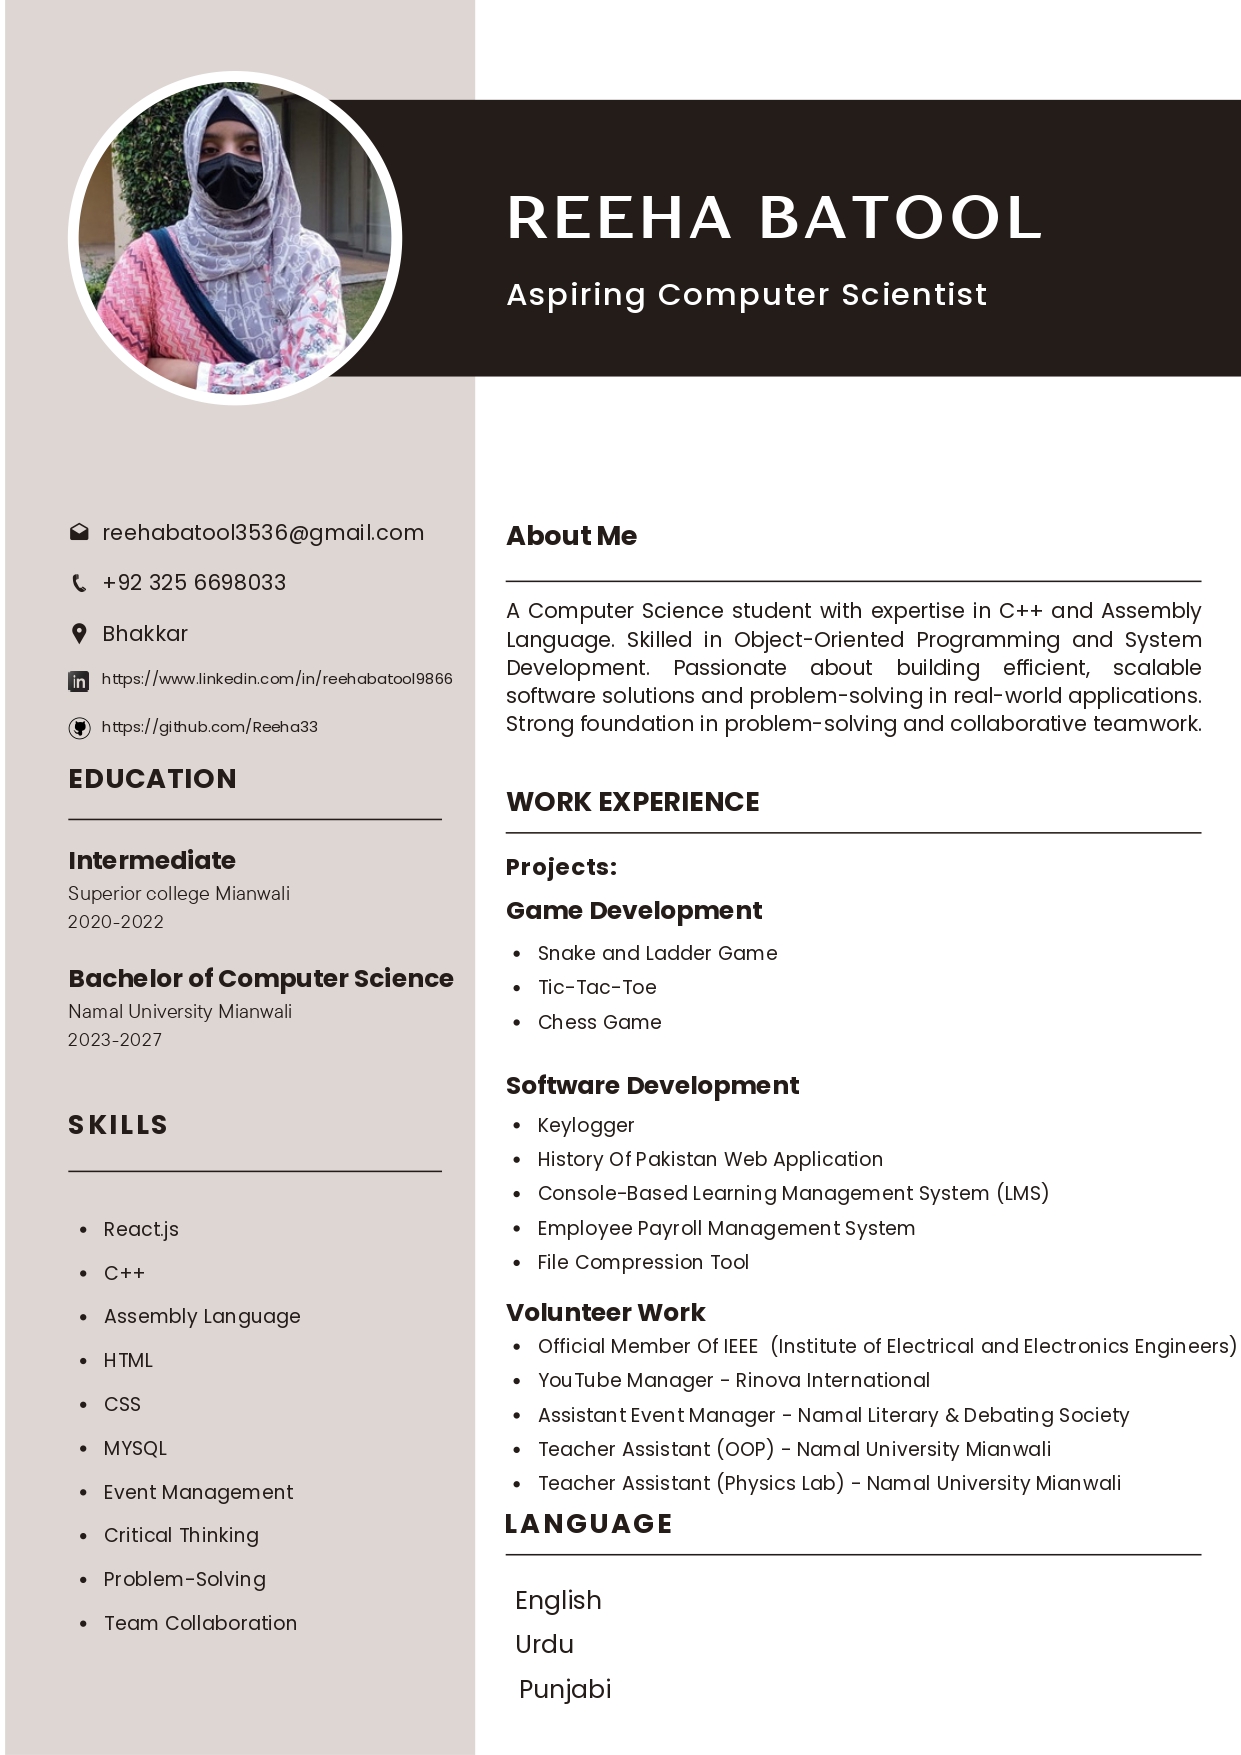 REEHA BATOOL
Aspiring Computer Scientist
reehabatool3536@gmail.com
+92 325 6698033
Bhakkar
in https://www.linkedin.com/in/reehabatool9866
https://github.com/Reeha33
EDUCATION
Intermediate
Superior college Mianwali
2020-2022
Bachelor of Computer Science
Namal University Mianwali
2023-2027
SKILLS
• React.js
• C++
• Assembly Language
• HTML
• CSS
• MYSQL
• Event Management
• Critical Thinking
• Problem-Solving
• Team Collaboration
About Me
A Computer Science student with expertise in C++ and Assembly
Language. Skilled in Object-Oriented Programming and System
Development. Passionate about building efficient, scalable
software solutions and problem-solving in real-world applications.
Strong foundation in problem-solving and collaborative teamwork.
WORK EXPERIENCE
Projects:
Game Development
• Snake and Ladder Game
• Tic-Tac-Toe
• Chess Game
Software Development
• Keylogger
• History Of Pakistan Web Application
• Console-Based Learning Management System (LMS)
• Employee Payroll Management System
• File Compression Tool
Volunteer Work
• Official Member Of IEEE (Institute of Electrical and Electronics Engineers)
• YouTube Manager - Rinova International
• Assistant Event Manager - Namal Literary & Debating Society
• Teacher Assistant (OOP) - Namal University Mianwali
• Teacher Assistant (Physics Lab) - Namal University Mianwali
LANGUAGE
English
Urdu
Punjabi